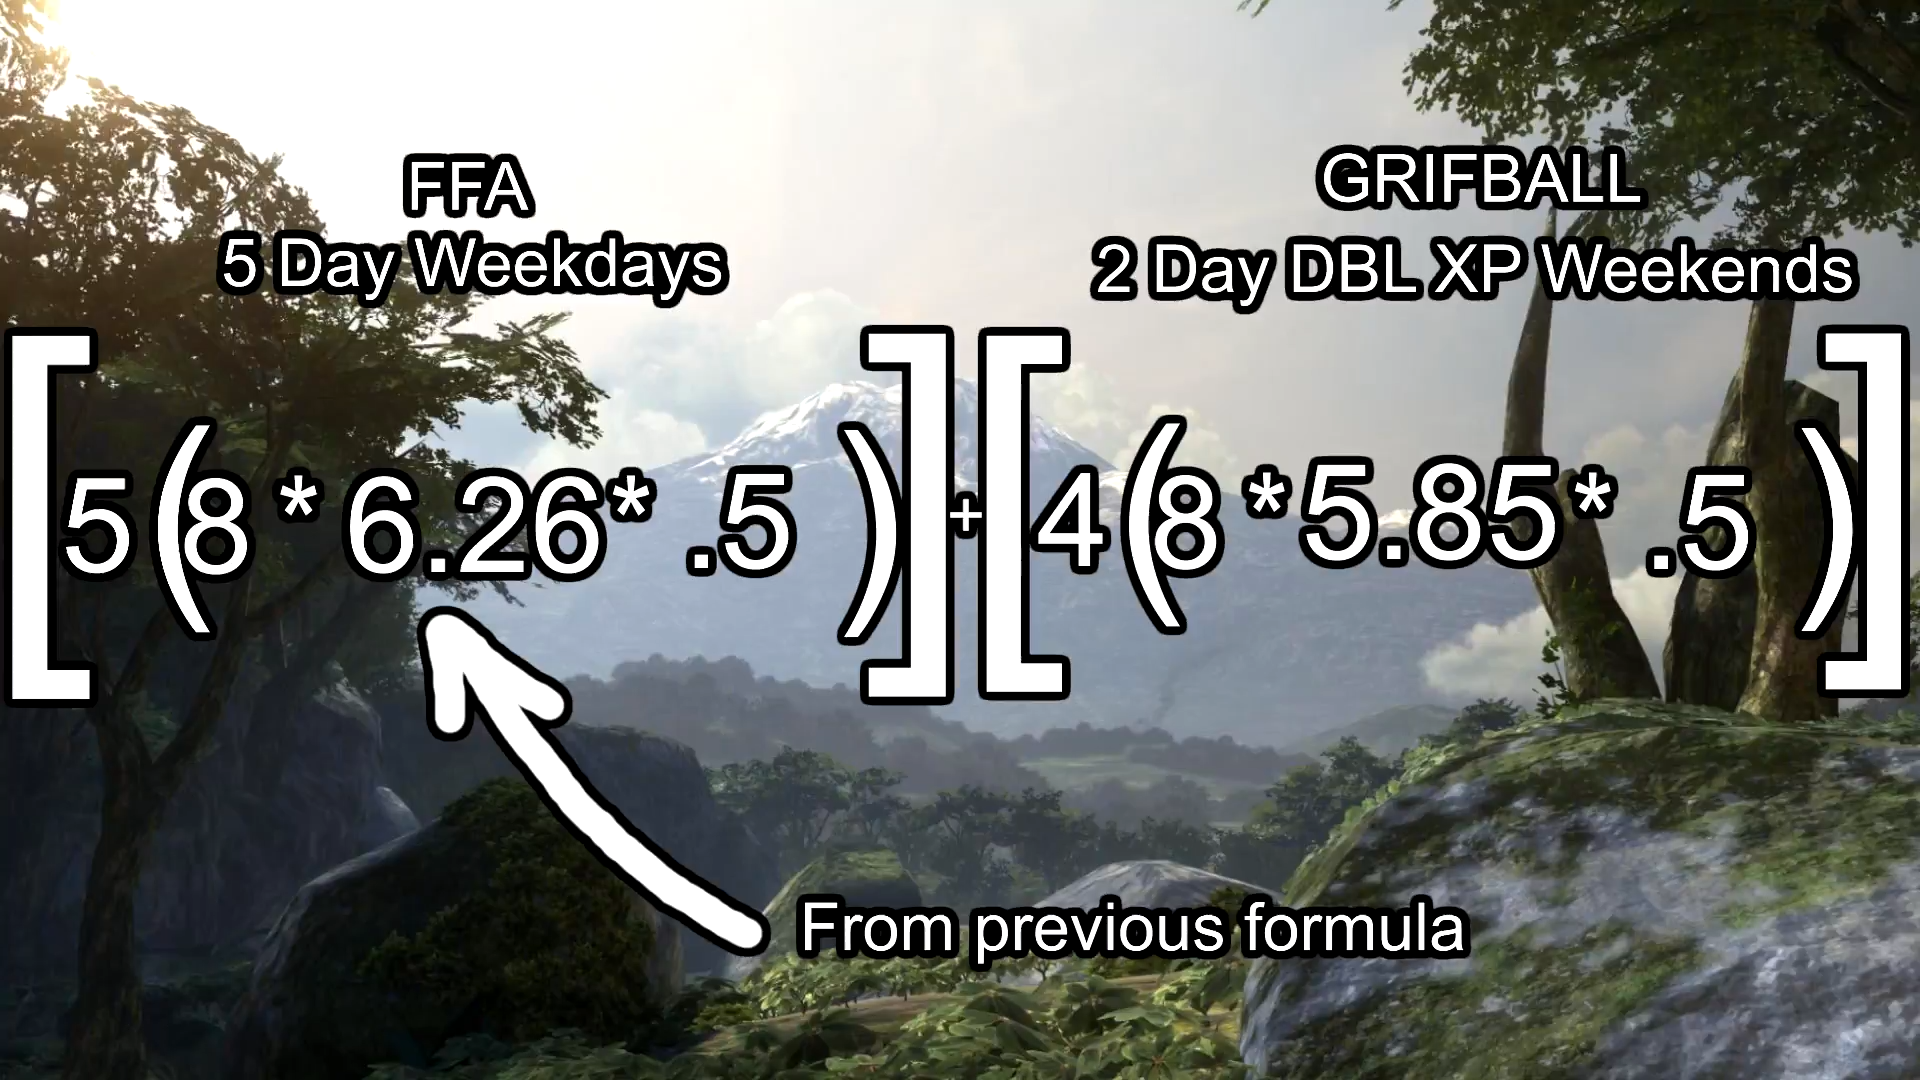 FFA
5 Day Weekdays
GRIFBALL
2 Day DBL XP Weekends
[5(8 * 6.26* .5 )]+[4(8 *5.85* .5 )]
From previous formula